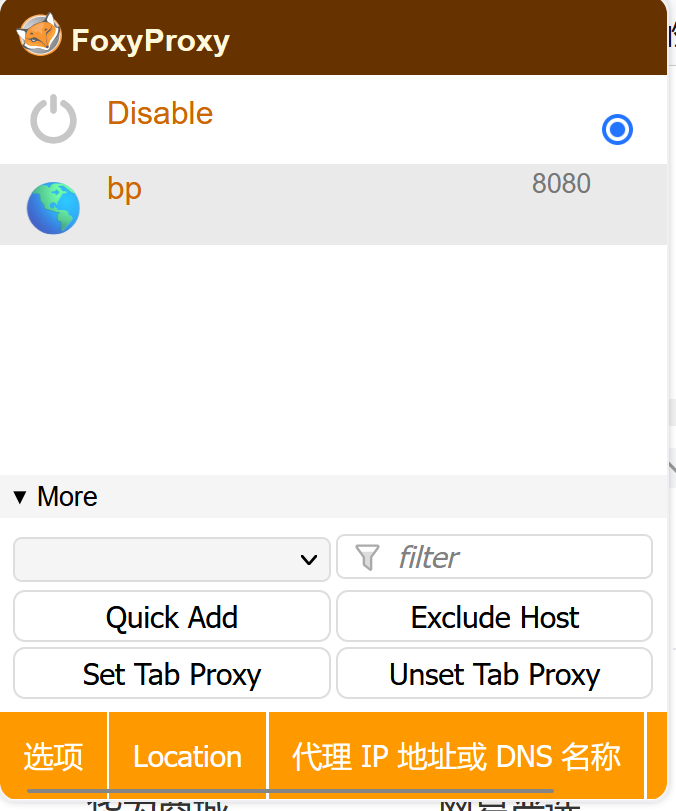 FoxyProxy
Disable
bp 8080
▼ More
filter
Quick Add Exclude Host
Set Tab Proxy Unset Tab Proxy
选项 Location 代理 IP 地址或 DNS 名称